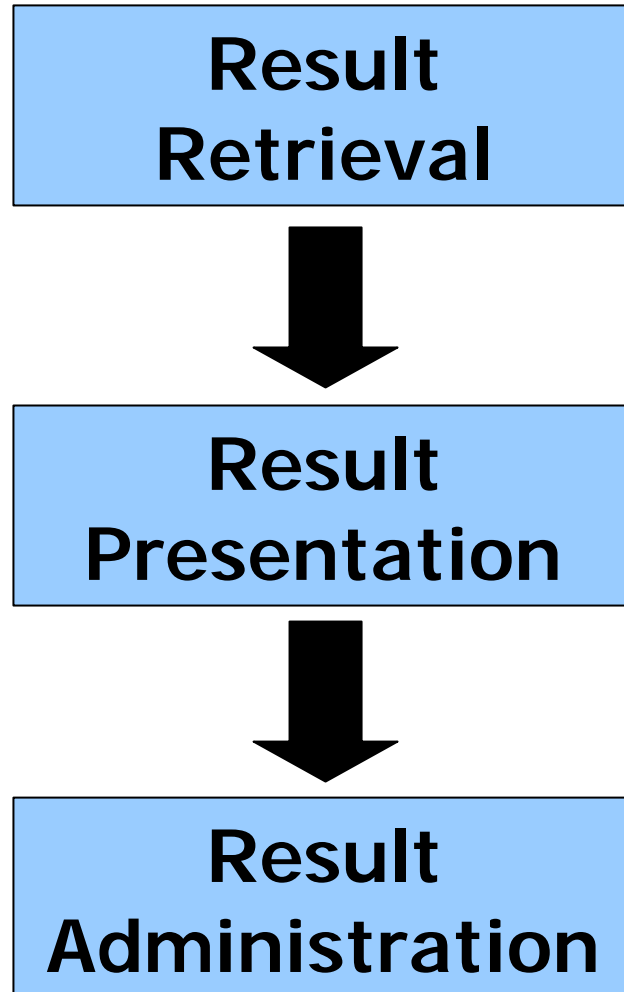 Result
Retrieval
Result
Presentation
Result
Administration